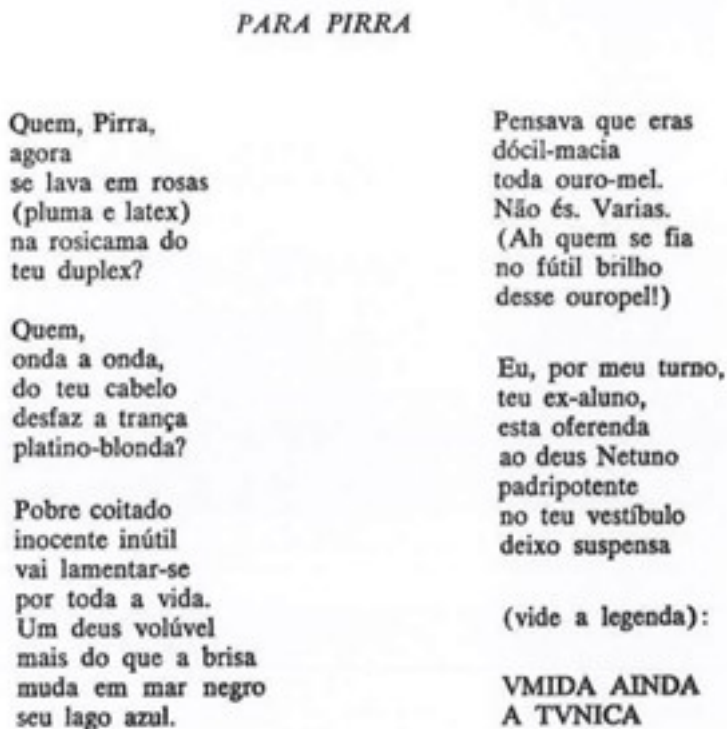 PARA PIRRA
Quem, Pirra,
agora
se lava em rosas
(pluma e latex)
na rosicama do
teu duplex?
Quem,
onda a onda,
do teu cabelo
desfaz a trança
platino-blonda?
Pobre coitado
inocente inútil
vai lamentar-se
por toda a vida.
Um deus volúvel
mais do que a brisa
muda em mar negro
seu lago azul.
Pensava que eras
dócil-macia
toda ouro-mel.
Não és. Varias.
(Ah quem se fia
no fútil brilho
desse ouropel!)
Eu, por meu turno,
teu ex-aluno,
esta oferenda
ao deus Netuno
padripotente
no teu vestíbulo
deixo suspensa
(vide a legenda):
VMIDA AINDA
A TVNICA